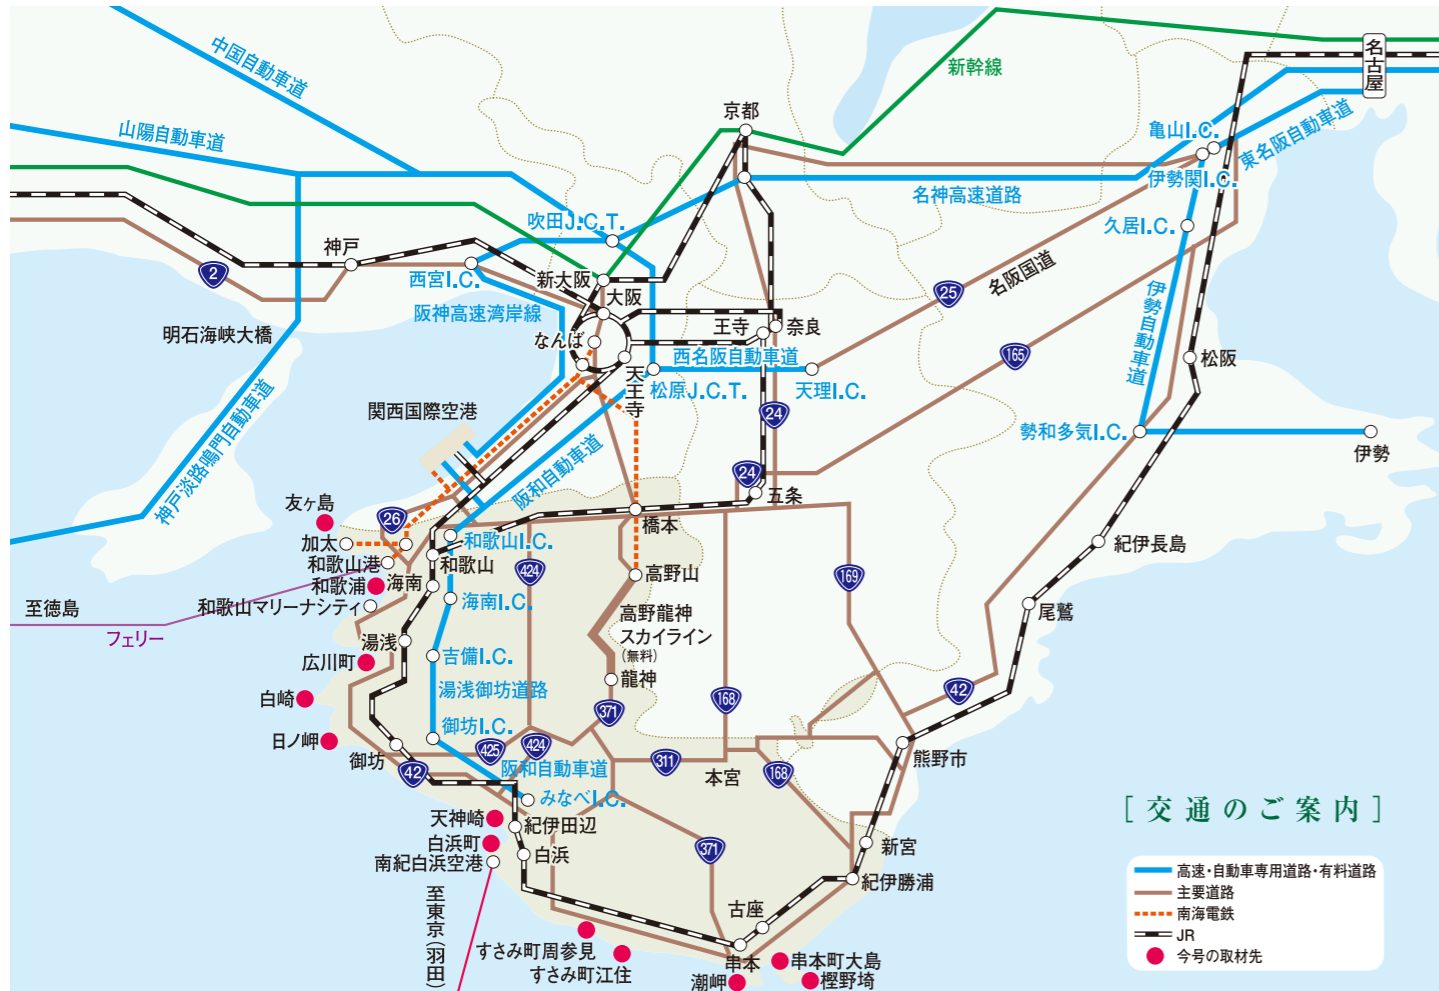 中国自動車道
山陽自動車道
新幹線
名古屋
京都
亀山I.C.
東名阪自動車道
伊勢関I.C.
名神高速道路
吹田J.C.T.
久居I.C.
神戸
2
西宮I.C.
新大阪
大阪
名阪国道
25
伊勢自動車道
明石海峡大橋
阪神高速湾岸線
なんば
王寺
奈良
西名阪自動車道
165
松阪
天王寺
松原J.C.T.
天理I.C.
24
関西国際空港
神戸淡路鳴門自動車道
阪和自動車道
勢和多気I.C.
伊勢
24
五条
友ヶ島
26
橋本
加太
和歌山I.C.
和歌山港
和歌山
紀伊長島
424
高野山
169
和歌浦
海南
海南I.C.
至徳島
和歌山マリーナシティ
尾鷲
フェリー
高野龍神
スカイライン
(無料)
湯浅
広川町
吉備I.C.
龍神
湯浅御坊道路
白崎
42
168
371
日ノ岬
御坊I.C.
御坊
425
424
311
熊野市
42
阪和自動車道
本宮
168
みなべI.C.
天神崎
紀伊田辺
白浜町
白浜
南紀白浜空港
371
新宮
紀伊勝浦
至東京(羽田)
古座
すさみ町周参見
すさみ町江住
串本
串本町大島
潮岬
樫野埼
[交通のご案内]
高速・自動車専用道路・有料道路
主要道路
南海電鉄
JR
今号の取材先